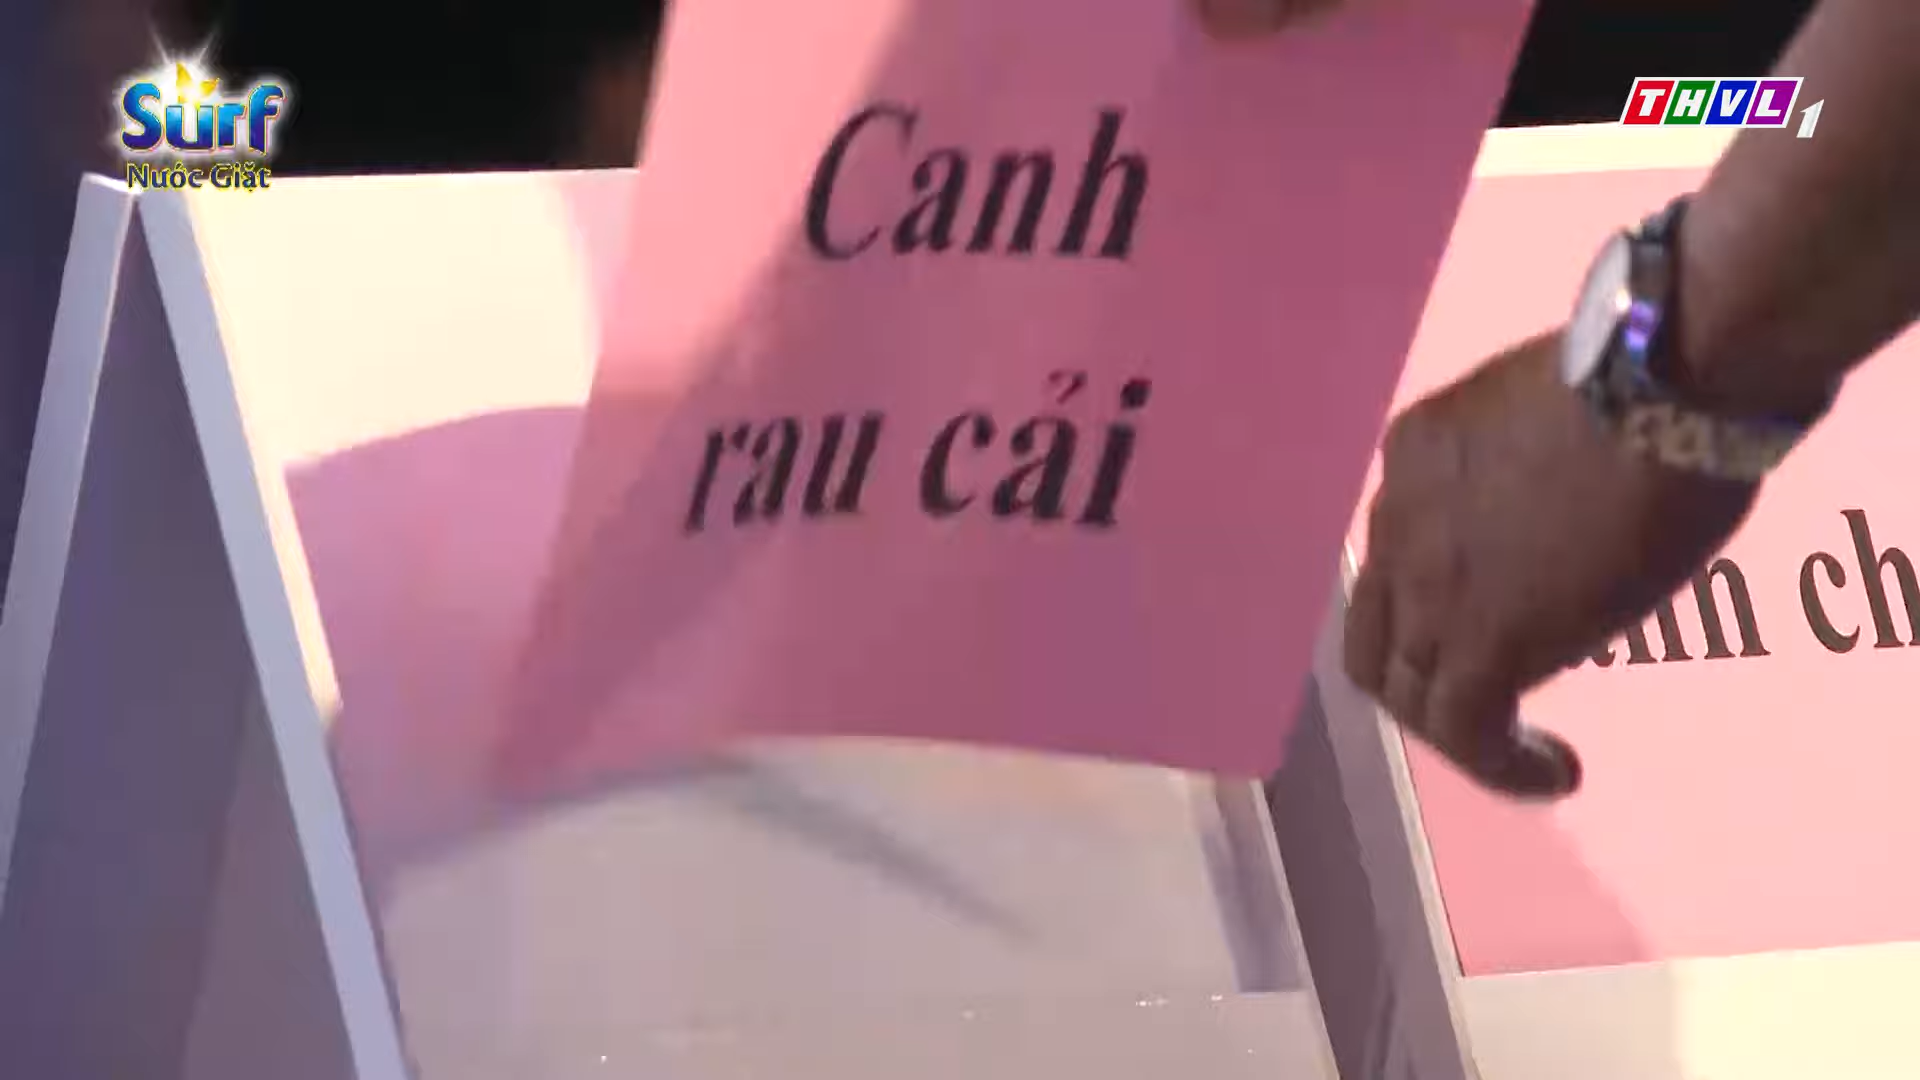 Surf
Nước Giặt
THVL1
Canh
rau cải